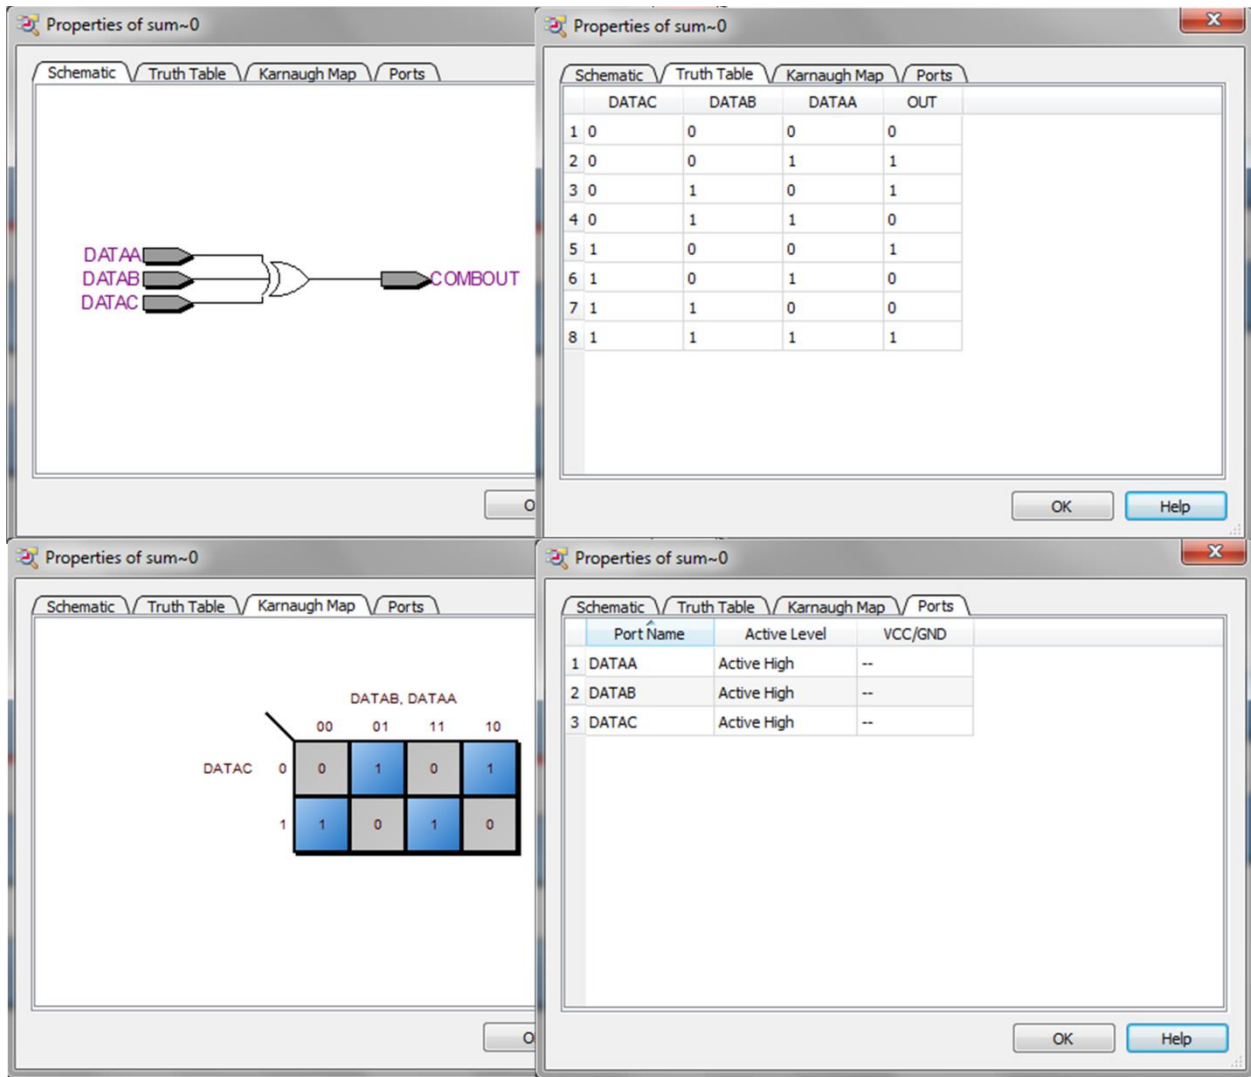 Properties of sum~0
Schematic Truth Table Karnaugh Map Ports
DATAA
DATAB
DATAC
COMBOUT
O
Properties of sum~0
Schematic Truth Table Karnaugh Map Ports
DATAC DATAB DATAA OUT
1 0 0 0 0
2 0 0 1 1
3 0 1 0 1
4 0 1 1 0
5 1 0 0 1
6 1 0 1 0
7 1 1 0 0
8 1 1 1 1
OK Help
Properties of sum~0
Schematic Truth Table Karnaugh Map Ports
DATAB, DATAA
00 01 11 10
DATAC 0 0 1 0 1
1 1 0 1 0
O
Properties of sum~0
Schematic Truth Table Karnaugh Map Ports
Port Name Active Level VCC/GND
1 DATAA Active High --
2 DATAB Active High --
3 DATAC Active High --
OK Help